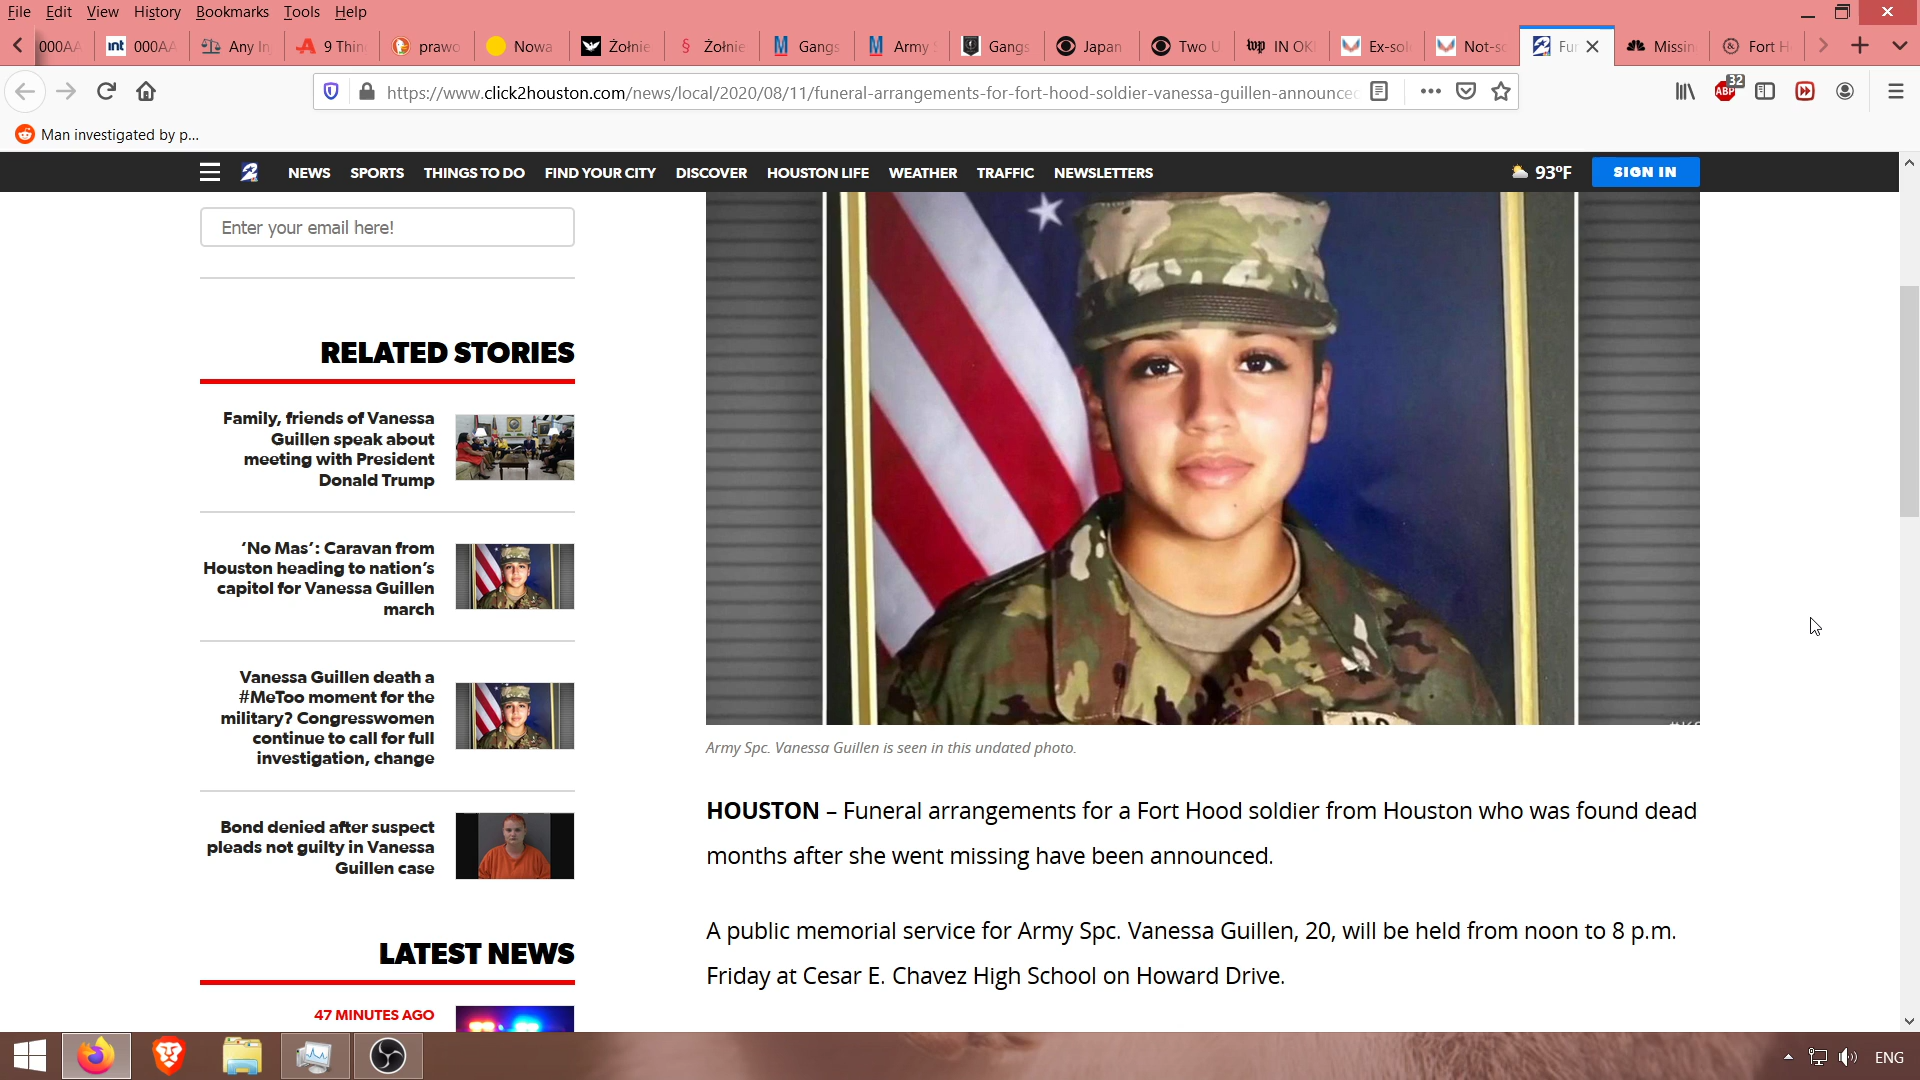 File Edit View History Bookmarks Tools Help
000AA
int 000AA
Any In
9 Thin
prawo
Nowa
Żołnie
§ Żołnie
M Gangs
M Army S
Gangs
Japan
Two U
wp IN OK
Ex-sol
Not-so
Fu
Missin
Fort H
https://www.click2houston.com/news/local/2020/08/11/funeral-arrangements-for-fort-hood-soldier-vanessa-guillen-announced
ABP 32
Man investigated by p...
2 NEWS SPORTS THINGS TO DO FIND YOUR CITY DISCOVER HOUSTON LIFE WEATHER TRAFFIC NEWSLETTERS 93°F SIGN IN
Enter your email here!
RELATED STORIES
Family, friends of Vanessa
Guillen speak about
meeting with President
Donald Trump
‘No Mas’: Caravan from
Houston heading to nation’s
capitol for Vanessa Guillen
march
Vanessa Guillen death a
#MeToo moment for the
military? Congresswomen
continue to call for full
investigation, change
Bond denied after suspect
pleads not guilty in Vanessa
Guillen case
LATEST NEWS
47 MINUTES AGO
Army Spc. Vanessa Guillen is seen in this undated photo.
HOUSTON – Funeral arrangements for a Fort Hood soldier from Houston who was found dead
months after she went missing have been announced.
A public memorial service for Army Spc. Vanessa Guillen, 20, will be held from noon to 8 p.m.
Friday at Cesar E. Chavez High School on Howard Drive.
ENG